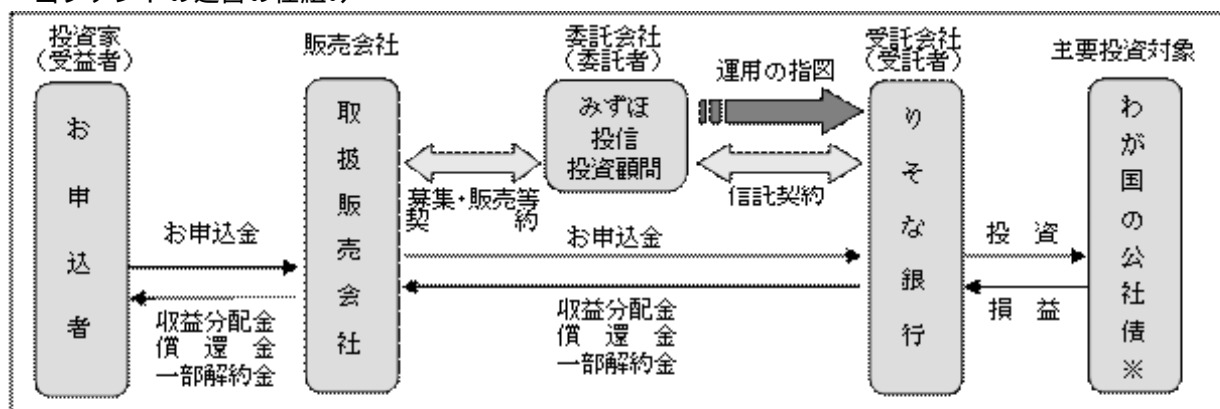 当ファンドの運営の仕組み
投資家
（受益者）
お申込者
販売会社
取扱販売会社
委託会社
（委託者）
みずほ
投信
投資顧問
運用の指図
受託会社
（受託者）
りそな銀行
主要投資対象
わが国の公社債※
募集・販売等
契約
信託契約
お申込金
お申込金
投資
収益分配金
償還金
一部解約金
収益分配金
償還金
一部解約金
損益